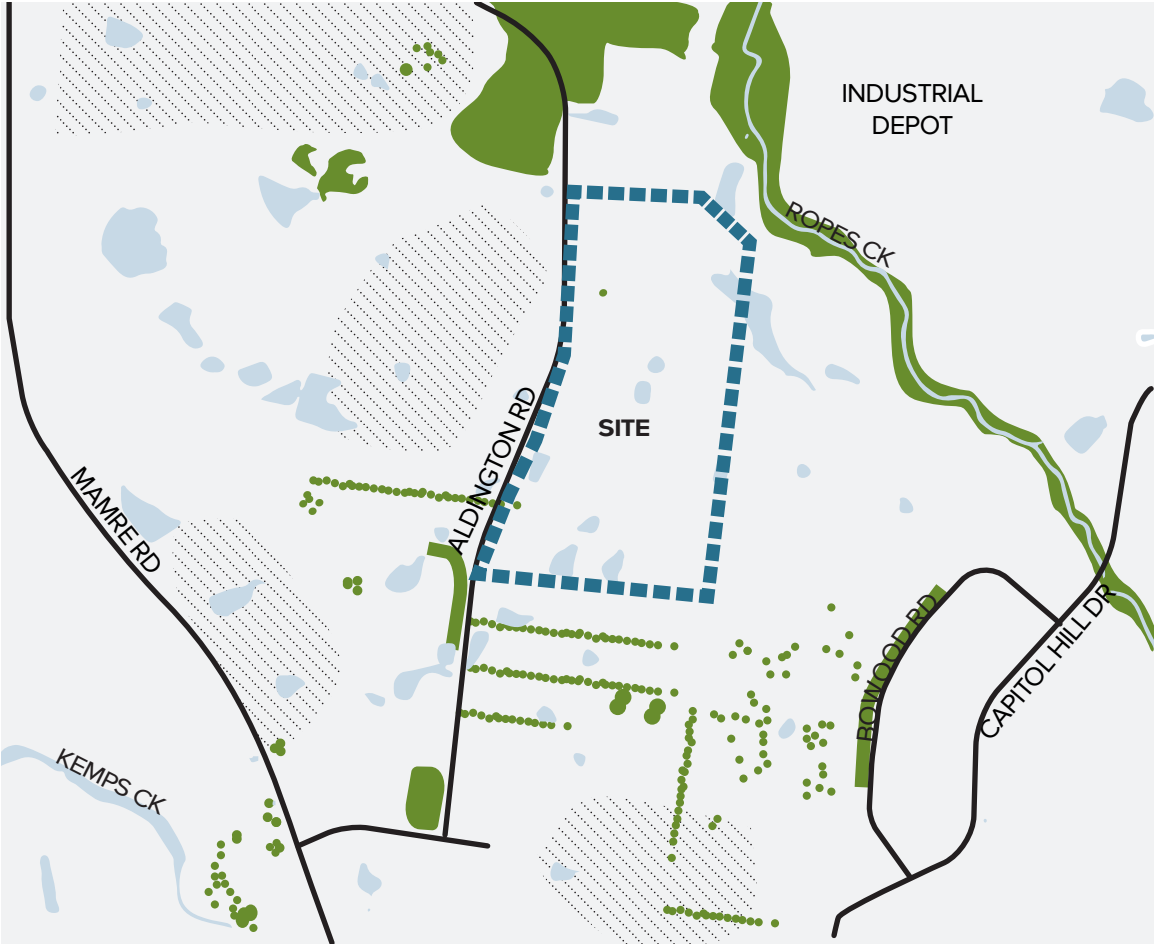 INDUSTRIAL
DEPOT
ROPES CK
ALDINGTON RD
SITE
MAMRE RD
BOWOOD RD
CAPITOL HILL DR
KEMPS CK